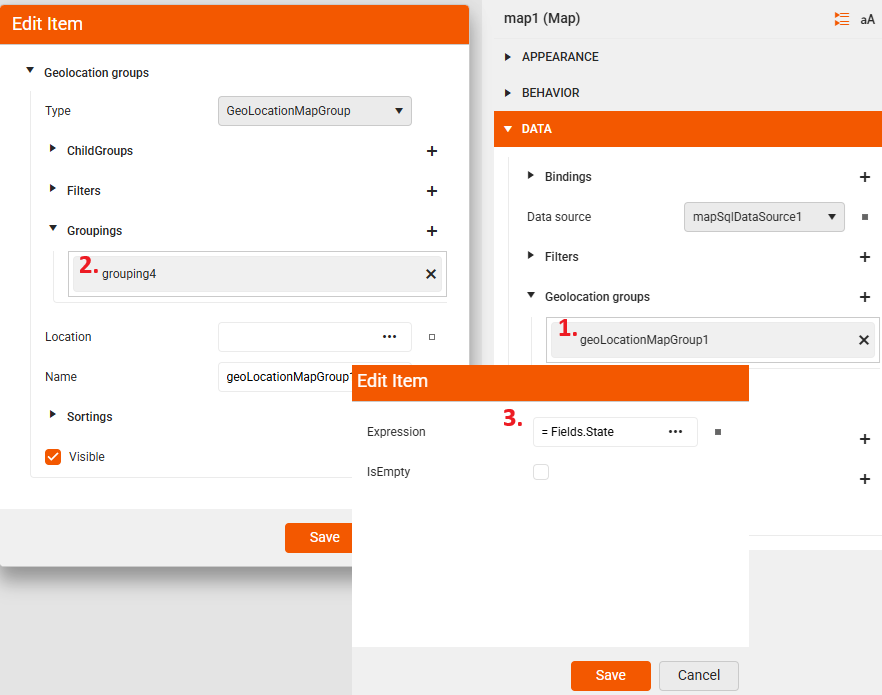 Edit Item
Geolocation groups
Type
GeoLocationMapGroup
ChildGroups
Filters
Groupings
2.
grouping4
Location
...
Name
geoLocationMapGroup
Sortings
Visible
Save
map1 (Map)
aA
APPEARANCE
BEHAVIOR
DATA
Bindings
Data source
mapSqlDataSource1
Filters
Geolocation groups
1.
geoLocationMapGroup1
Edit Item
3.
Expression
= Fields.State
...
IsEmpty
Save
Cancel